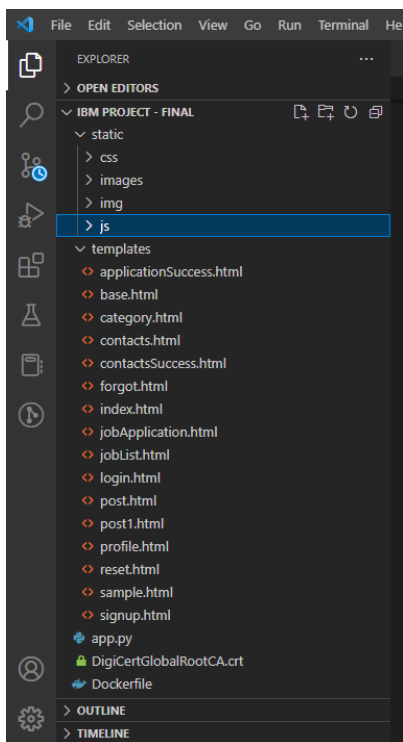 File Edit Selection View Go Run Terminal He
EXPLORER ...
> OPEN EDITORS
IBM PROJECT - FINAL
static
> css
> images
> img
> js
templates
<> applicationSuccess.html
<> base.html
<> category.html
<> contacts.html
<> contactsSuccess.html
<> forgot.html
<> index.html
<> jobApplication.html
<> jobList.html
<> login.html
<> post.html
<> post1.html
<> profile.html
<> reset.html
<> sample.html
<> signup.html
app.py
DigiCertGlobalRootCA.crt
Dockerfile
> OUTLINE
> TIMELINE